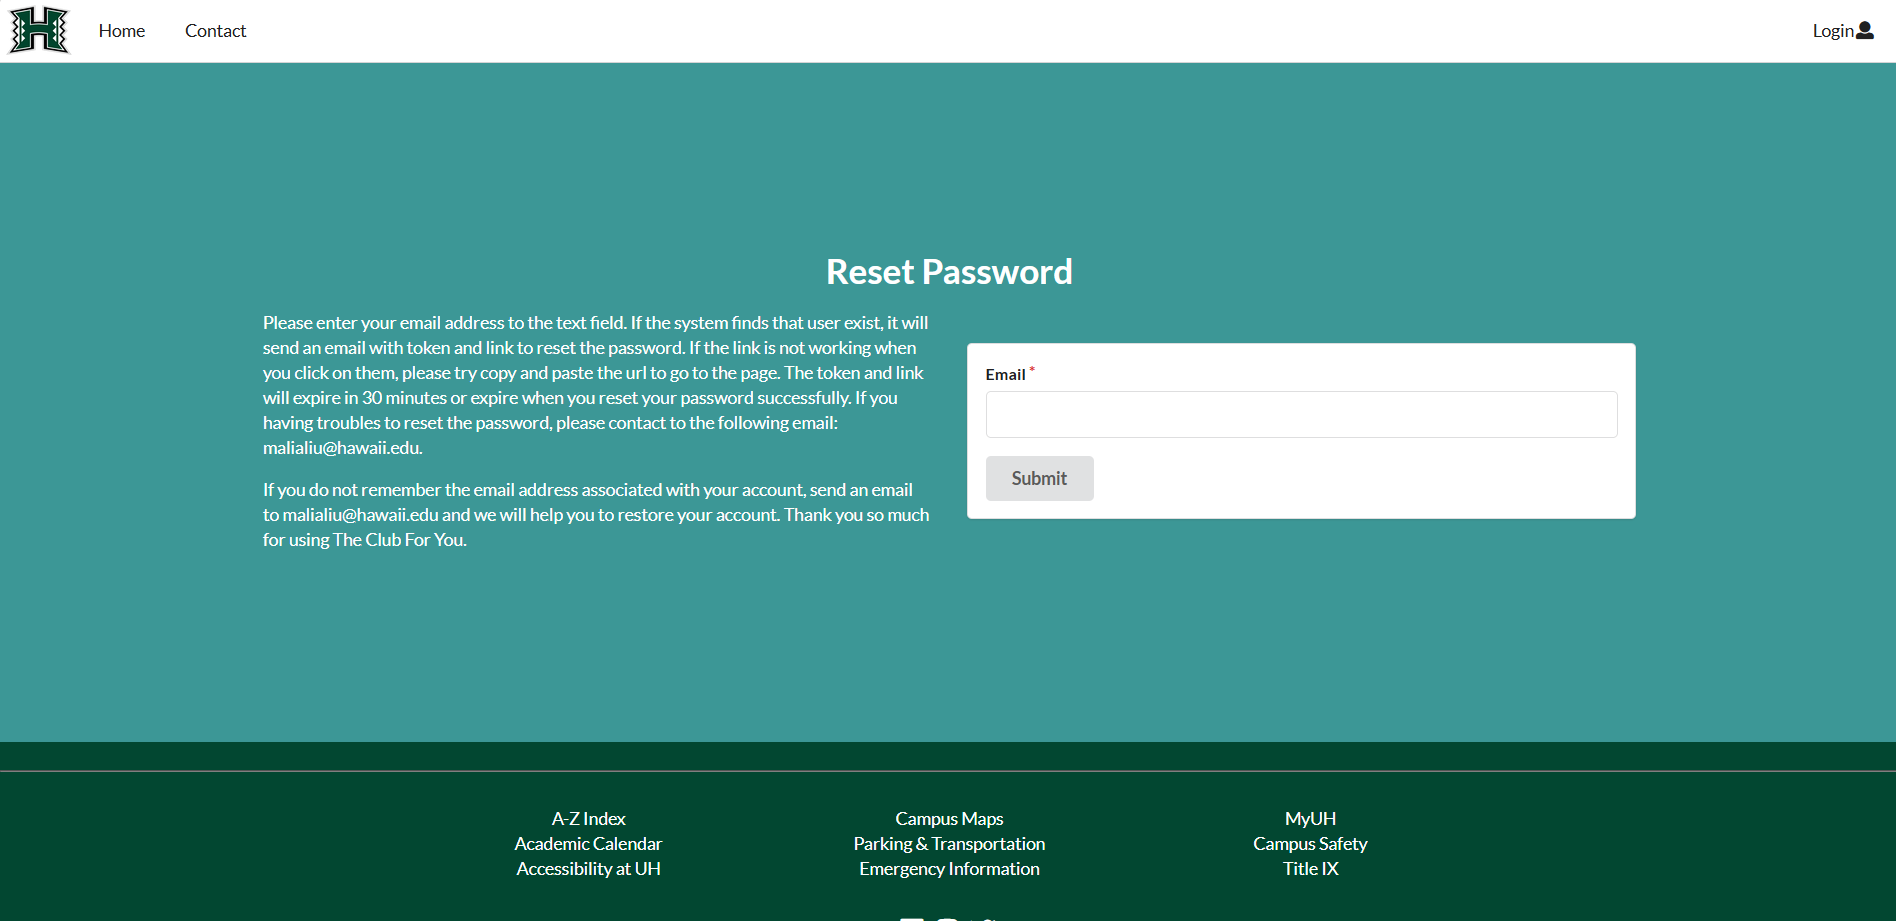 H
Home
Contact
Login
Reset Password
Please enter your email address to the text field. If the system finds that user exist, it will
send an email with token and link to reset the password. If the link is not working when
you click on them, please try copy and paste the url to go to the page. The token and link
will expire in 30 minutes or expire when you reset your password successfully. If you
having troubles to reset the password, please contact to the following email:
malialiu@hawaii.edu.
If you do not remember the email address associated with your account, send an email
to malialiu@hawaii.edu and we will help you to restore your account. Thank you so much
for using The Club For You.
Email *
Submit
A-Z Index
Academic Calendar
Accessibility at UH
Campus Maps
Parking & Transportation
Emergency Information
MyUH
Campus Safety
Title IX